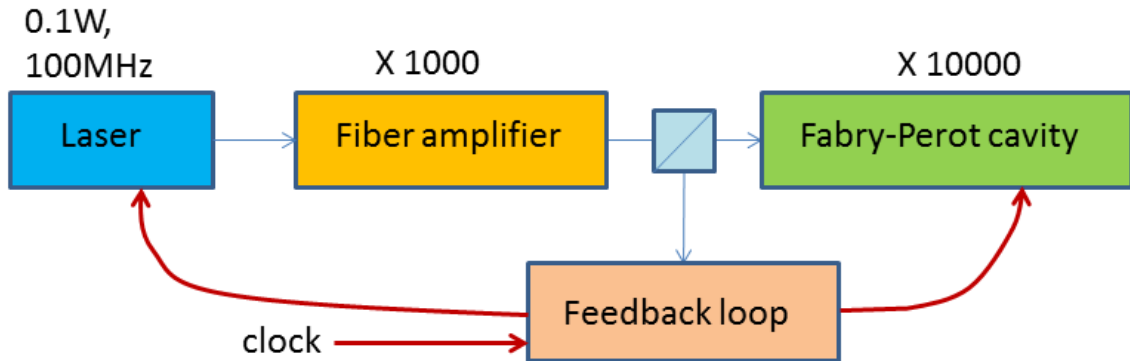 0.1W,
100MHz
X 1000
X 10000
Laser
Fiber amplifier
Fabry-Perot cavity
Feedback loop
clock